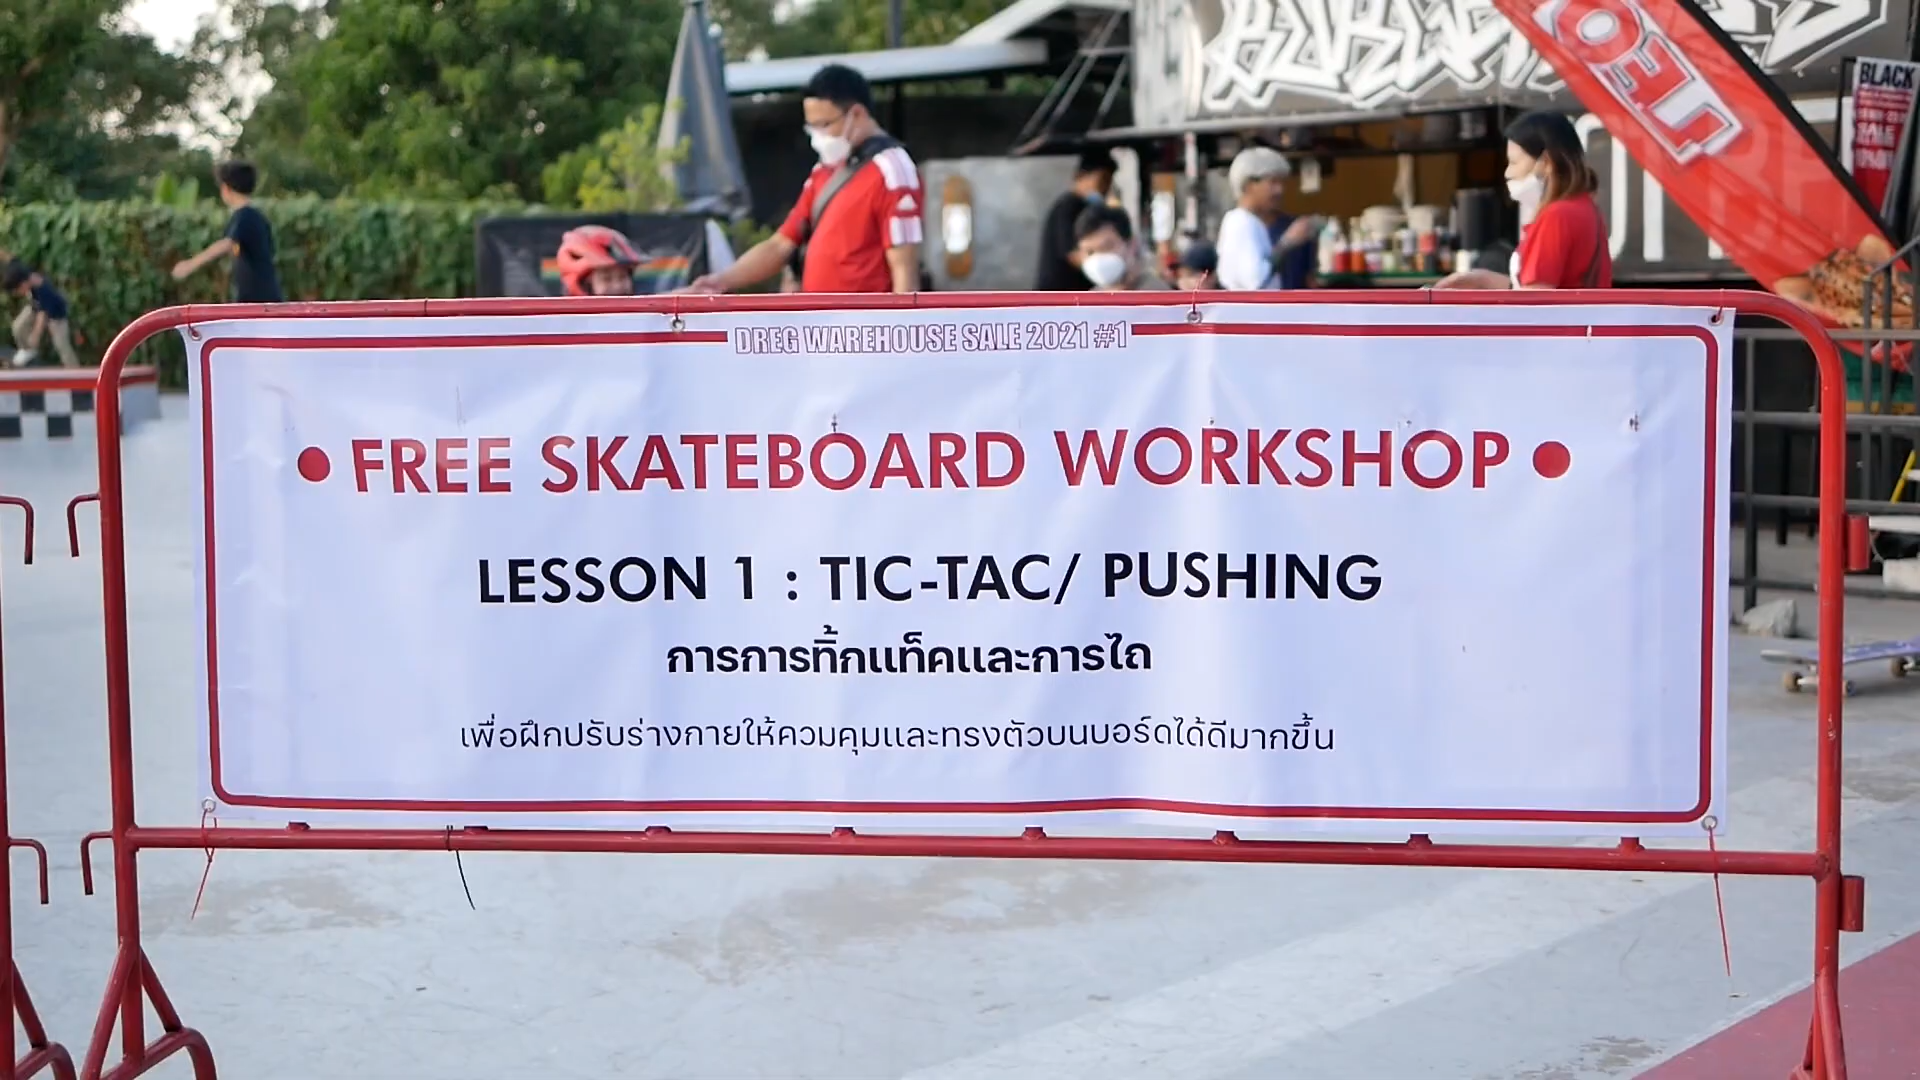 BLACK
SALE
DREG WAREHOUSE SALE 2021 #1
• FREE SKATEBOARD WORKSHOP •
LESSON 1 : TIC-TAC/ PUSHING
การการทิ้กแท็คและการไถ
เพื่อฝึกปรับร่างกายให้ควมคุมและทรงตัวบนบอร์ดได้ดีมากขึ้น